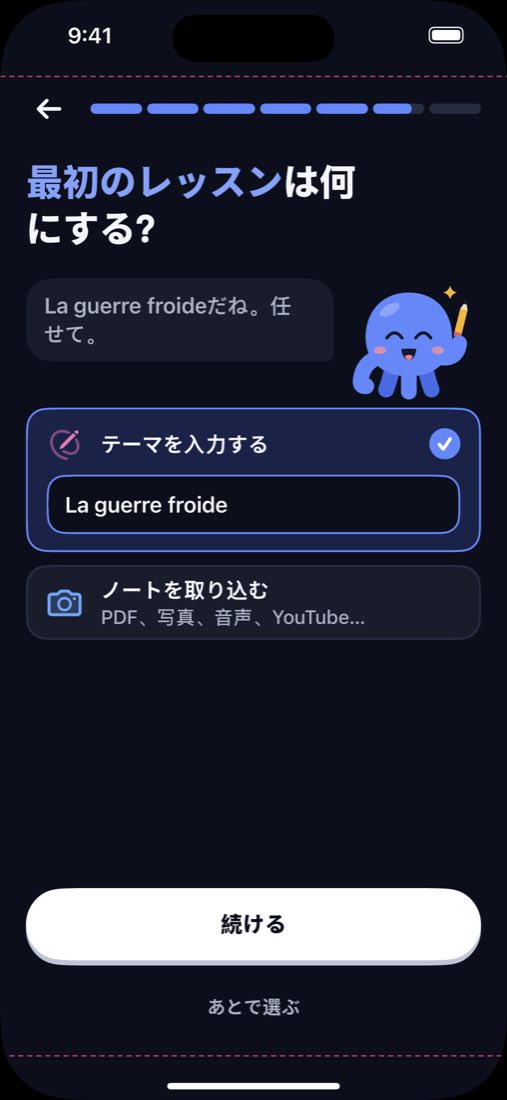 9:41
最初のレッスンは何
にする?
La guerre froideだね。任
せて。
テーマを入力する
La guerre froide
ノートを取り込む
PDF、写真、音声、YouTube...
続ける
あとで選ぶ